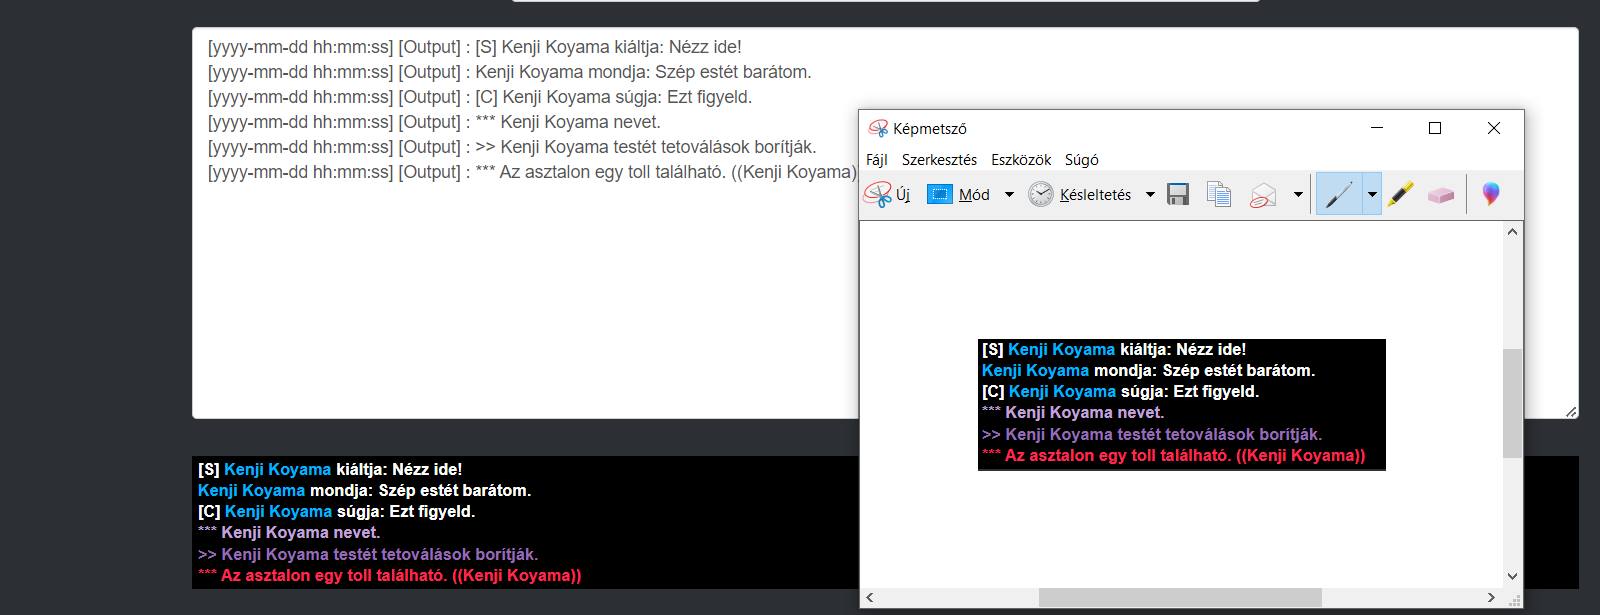 [yyyy-mm-dd hh:mm:ss] [Output] : [S] Kenji Koyama kiáltja: Nézz ide!
[yyyy-mm-dd hh:mm:ss] [Output] : Kenji Koyama mondja: Szép estét barátom.
[yyyy-mm-dd hh:mm:ss] [Output] : [C] Kenji Koyama súgja: Ezt figyeld.
[yyyy-mm-dd hh:mm:ss] [Output] : *** Kenji Koyama nevet.
[yyyy-mm-dd hh:mm:ss] [Output] : >> Kenji Koyama testét tetoválások borítják.
[yyyy-mm-dd hh:mm:ss] [Output] : *** Az asztalon egy toll található. ((Kenji Koyama)
Képmetsző
Fájl Szerkesztés Eszközök Súgó
Új Mód Késleltetés
[S] Kenji Koyama kiáltja: Nézz ide!
Kenji Koyama mondja: Szép estét barátom.
[C] Kenji Koyama súgja: Ezt figyeld.
*** Kenji Koyama nevet.
>> Kenji Koyama testét tetoválások borítják.
*** Az asztalon egy toll található. ((Kenji Koyama))
[S] Kenji Koyama kiáltja: Nézz ide!
Kenji Koyama mondja: Szép estét barátom.
[C] Kenji Koyama súgja: Ezt figyeld.
*** Kenji Koyama nevet.
>> Kenji Koyama testét tetoválások borítják.
*** Az asztalon egy toll található. ((Kenji Koyama))